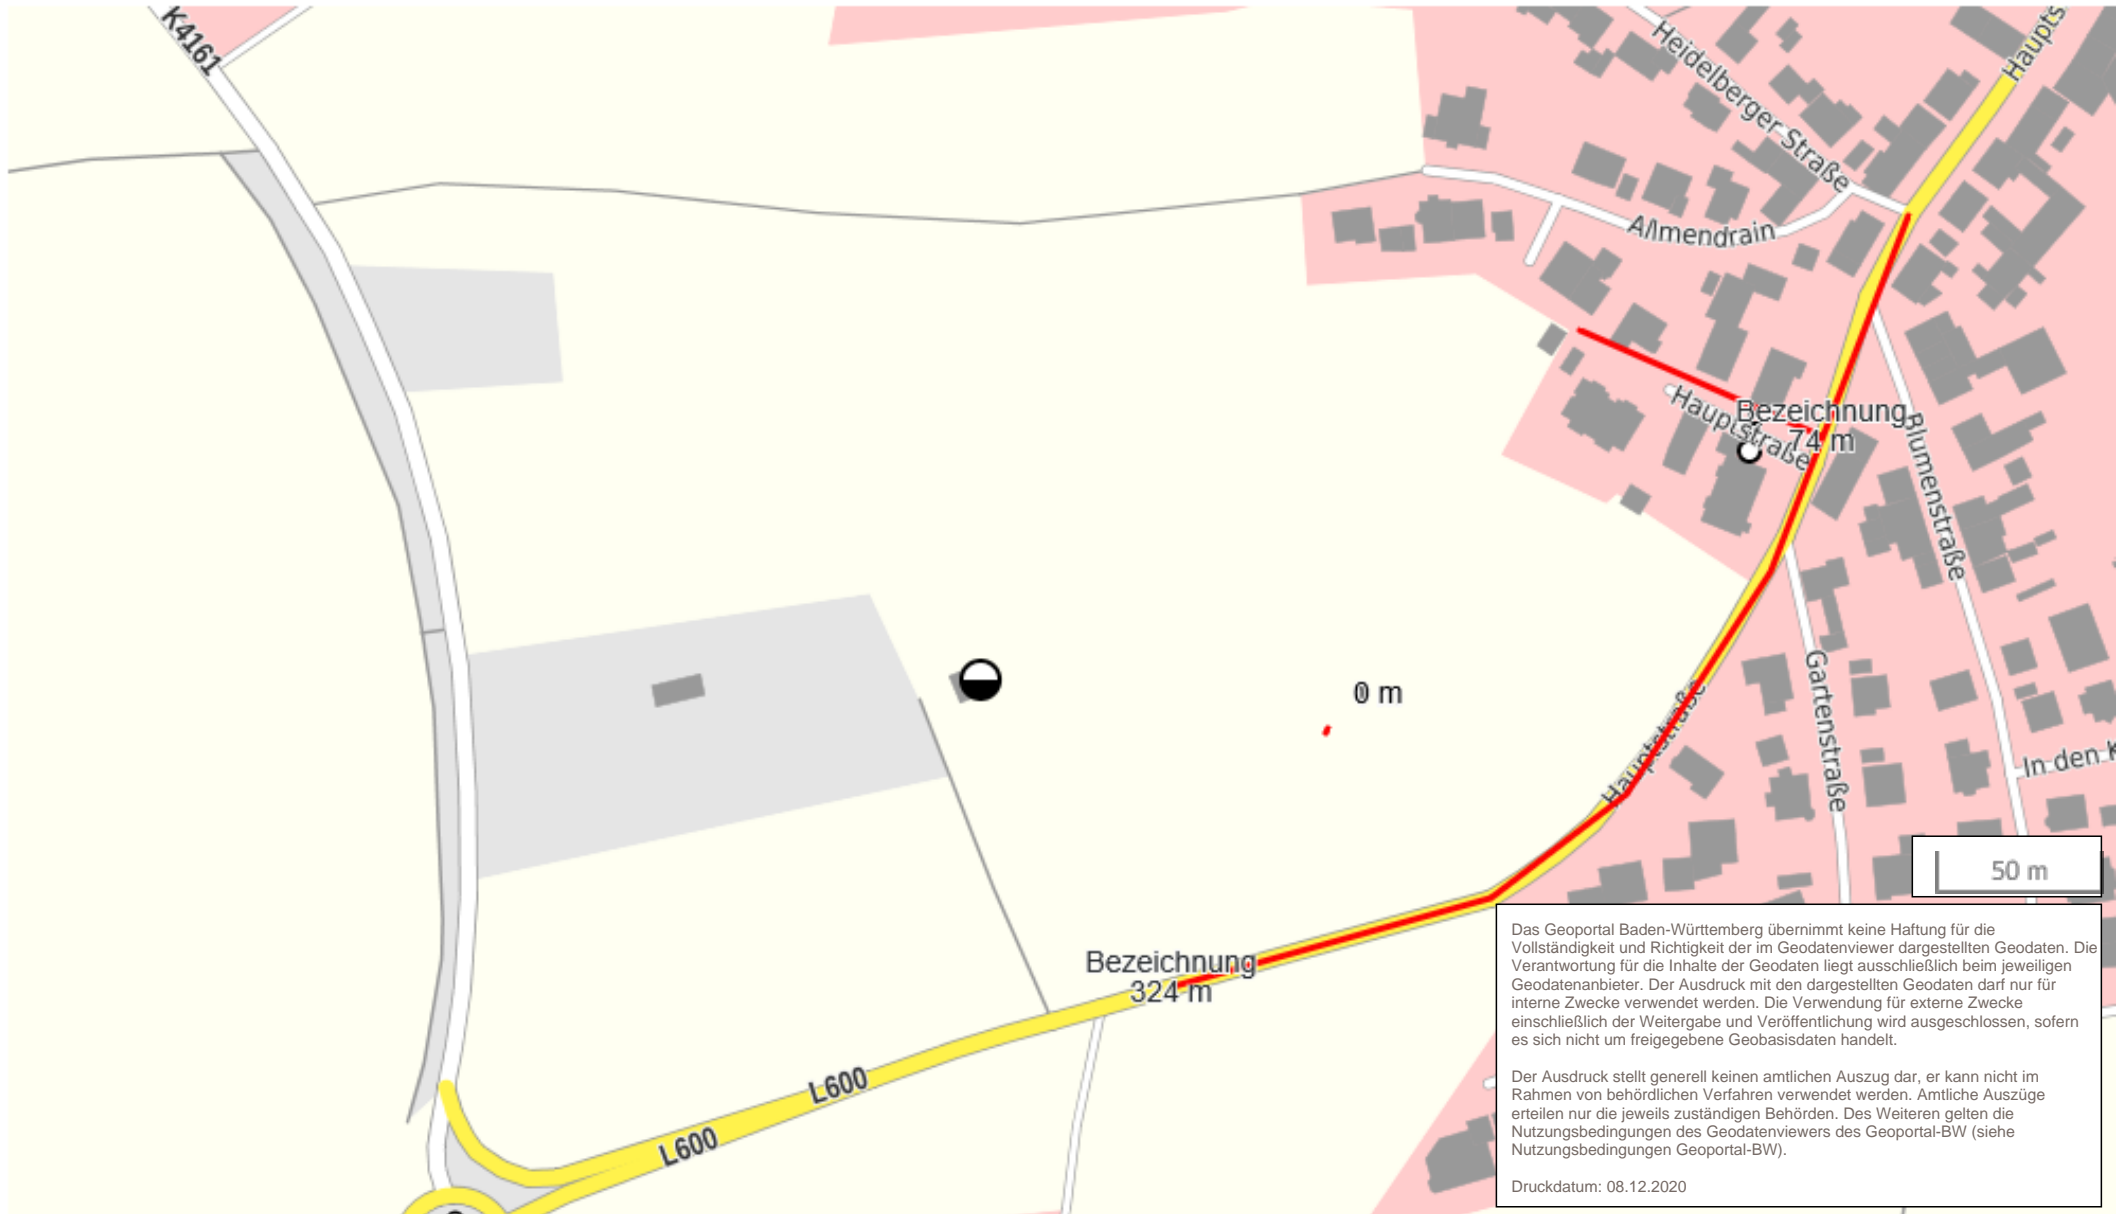 K4161
Heidelberger Straße
Haupts
Allmendrain
Bezeichnung
74 m
Hauptstraße
Blumenstraße
Gartenstraße
0 m
Hauptstraße
In den K
50 m
Bezeichnung
324 m
L600
L600
Das Geoportal Baden-Württemberg übernimmt keine Haftung für die
Vollständigkeit und Richtigkeit der im Geodatenviewer dargestellten Geodaten. Die
Verantwortung für die Inhalte der Geodaten liegt ausschließlich beim jeweiligen
Geodatenanbieter. Der Ausdruck mit den dargestellten Geodaten darf nur für
interne Zwecke verwendet werden. Die Verwendung für externe Zwecke
einschließlich der Weitergabe und Veröffentlichung wird ausgeschlossen, sofern
es sich nicht um freigegebene Geobasisdaten handelt.
Der Ausdruck stellt generell keinen amtlichen Auszug dar, er kann nicht im
Rahmen von behördlichen Verfahren verwendet werden. Amtliche Auszüge
erteilen nur die jeweils zuständigen Behörden. Des Weiteren gelten die
Nutzungsbedingungen des Geodatenviewers des Geoportal-BW (siehe
Nutzungsbedingungen Geoportal-BW).
Druckdatum: 08.12.2020